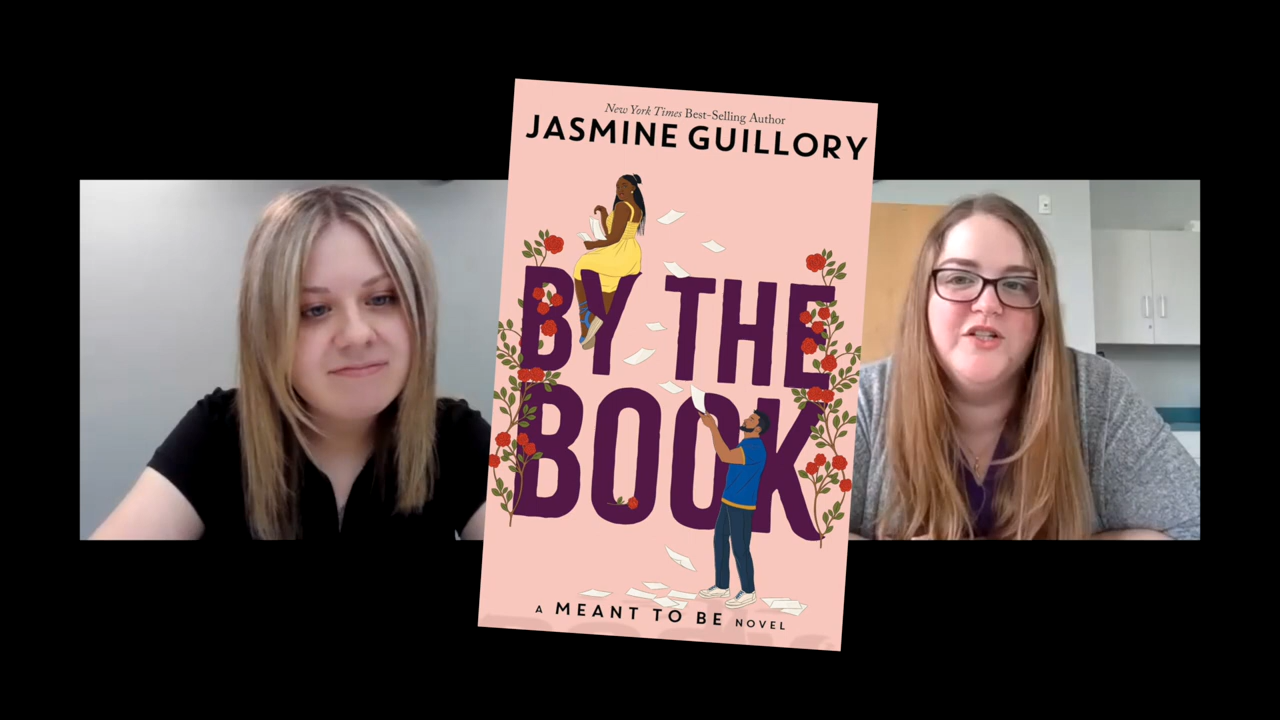 New York Times Best-Selling Author
JASMINE GUILLORY
BY THE
BOOK
A MEANT TO BE NOVEL